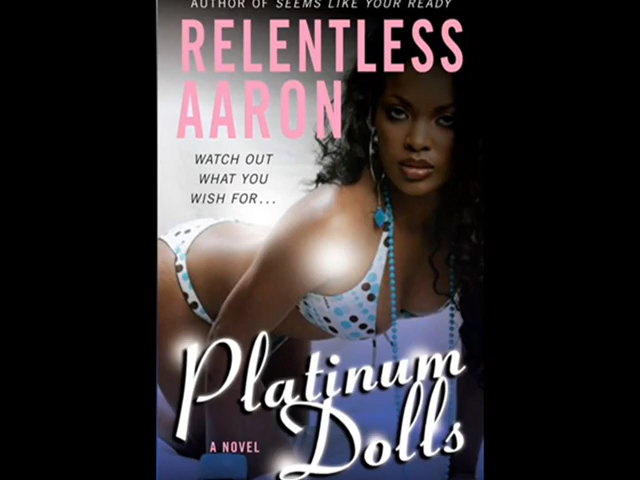 AUTHOR OF SEEMS LIKE YOUR READY
RELENTLESS
AARON
WATCH OUT
WHAT YOU
WISH FOR...
Platinum
Dolls
A NOVEL